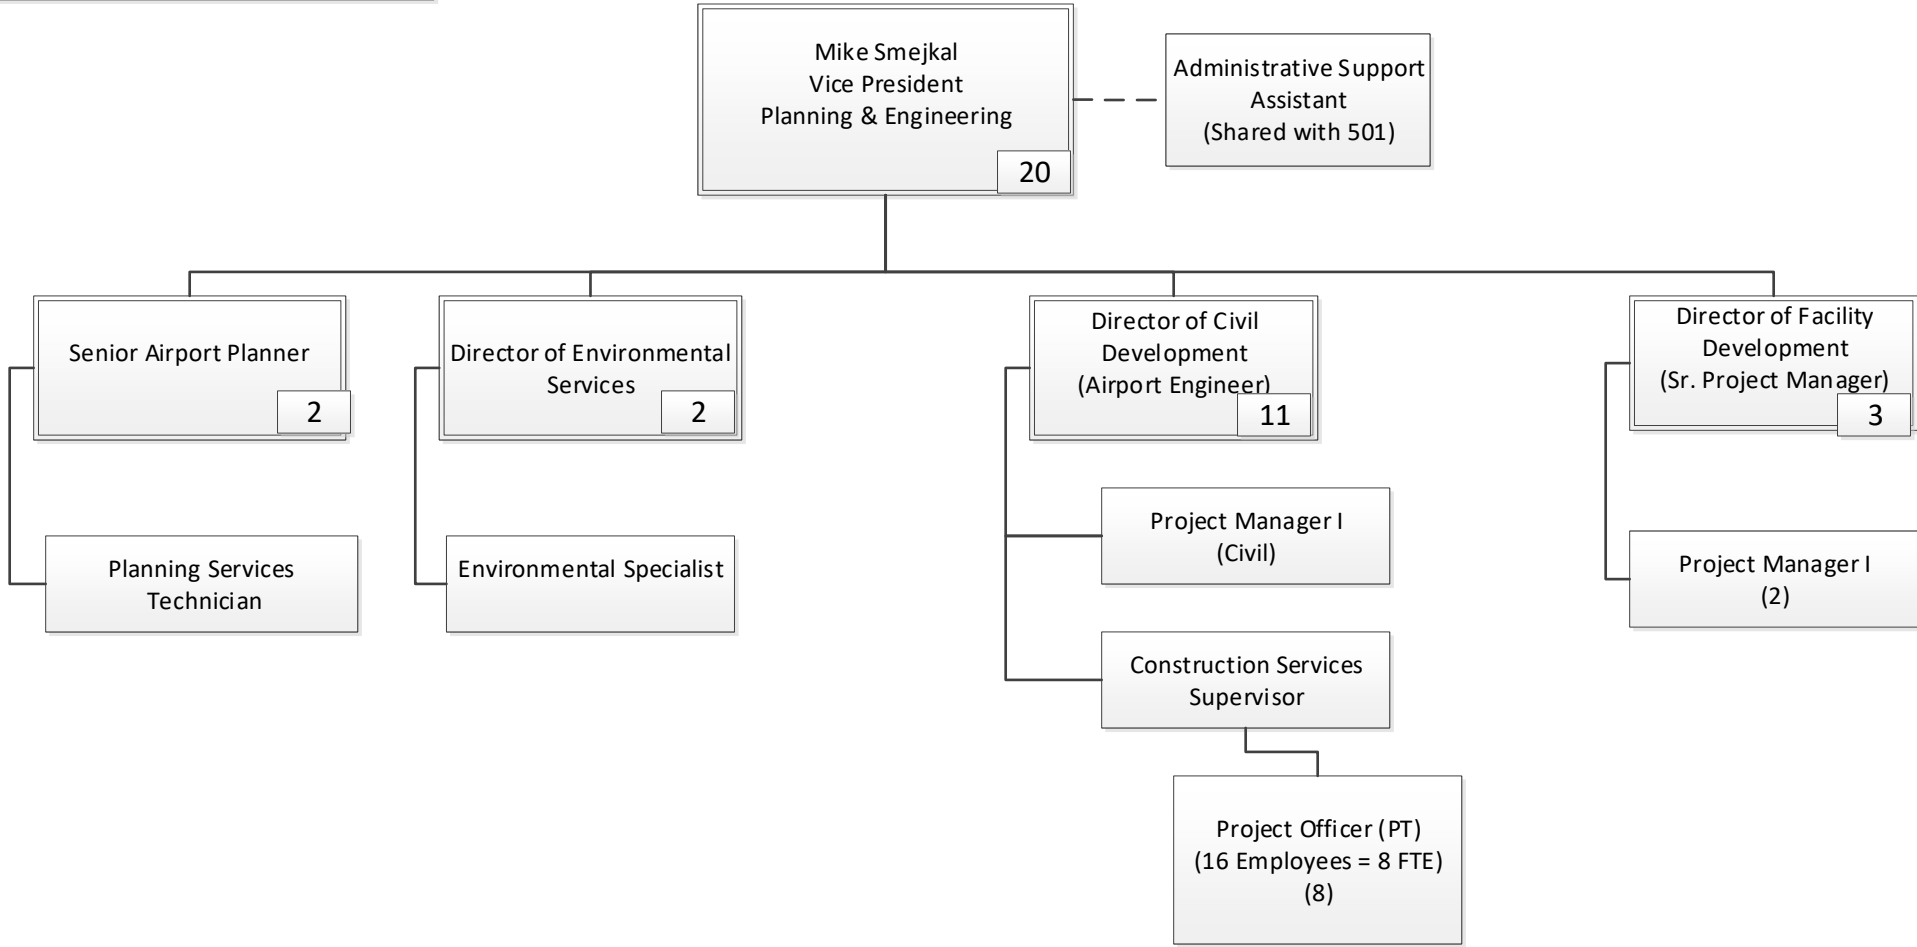 Mike Smejkal
Vice President
Planning & Engineering
20
Administrative Support
Assistant
(Shared with 501)
Senior Airport Planner
2
Director of Environmental
Services
2
Director of Civil
Development
(Airport Engineer)
11
Director of Facility
Development
(Sr. Project Manager)
3
Planning Services
Technician
Environmental Specialist
Project Manager I
(Civil)
Project Manager I
(2)
Construction Services
Supervisor
Project Officer (PT)
(16 Employees = 8 FTE)
(8)